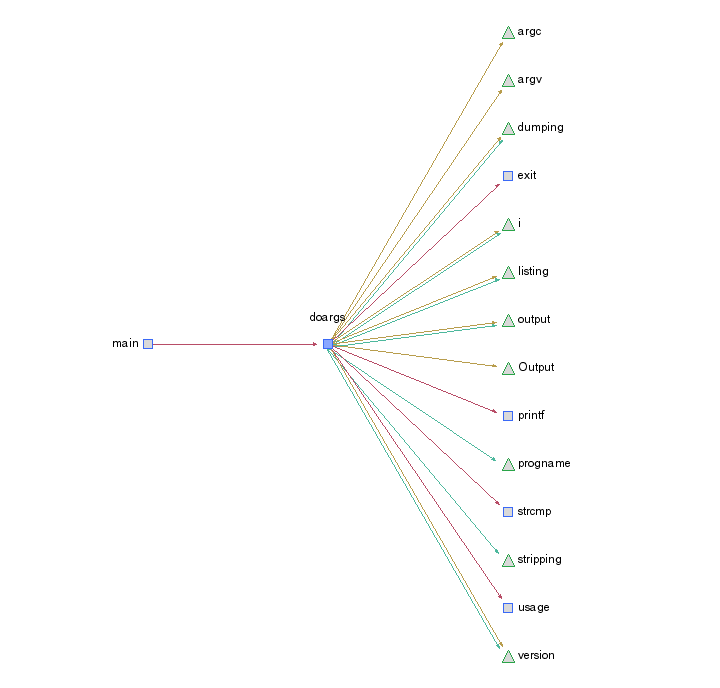 argc
argv
dumping
exit
i
listing
doargs
output
main
Output
printf
progname
strcmp
stripping
usage
version